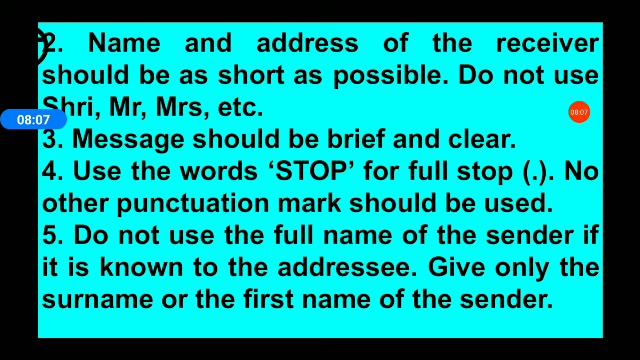 2. Name and address of the receiver
should be as short as possible. Do not use
Shri, Mr, Mrs, etc.
08:07
08:07
3. Message should be brief and clear.
4. Use the words ‘STOP’ for full stop (.). No
other punctuation mark should be used.
5. Do not use the full name of the sender if
it is known to the addressee. Give only the
surname or the first name of the sender.